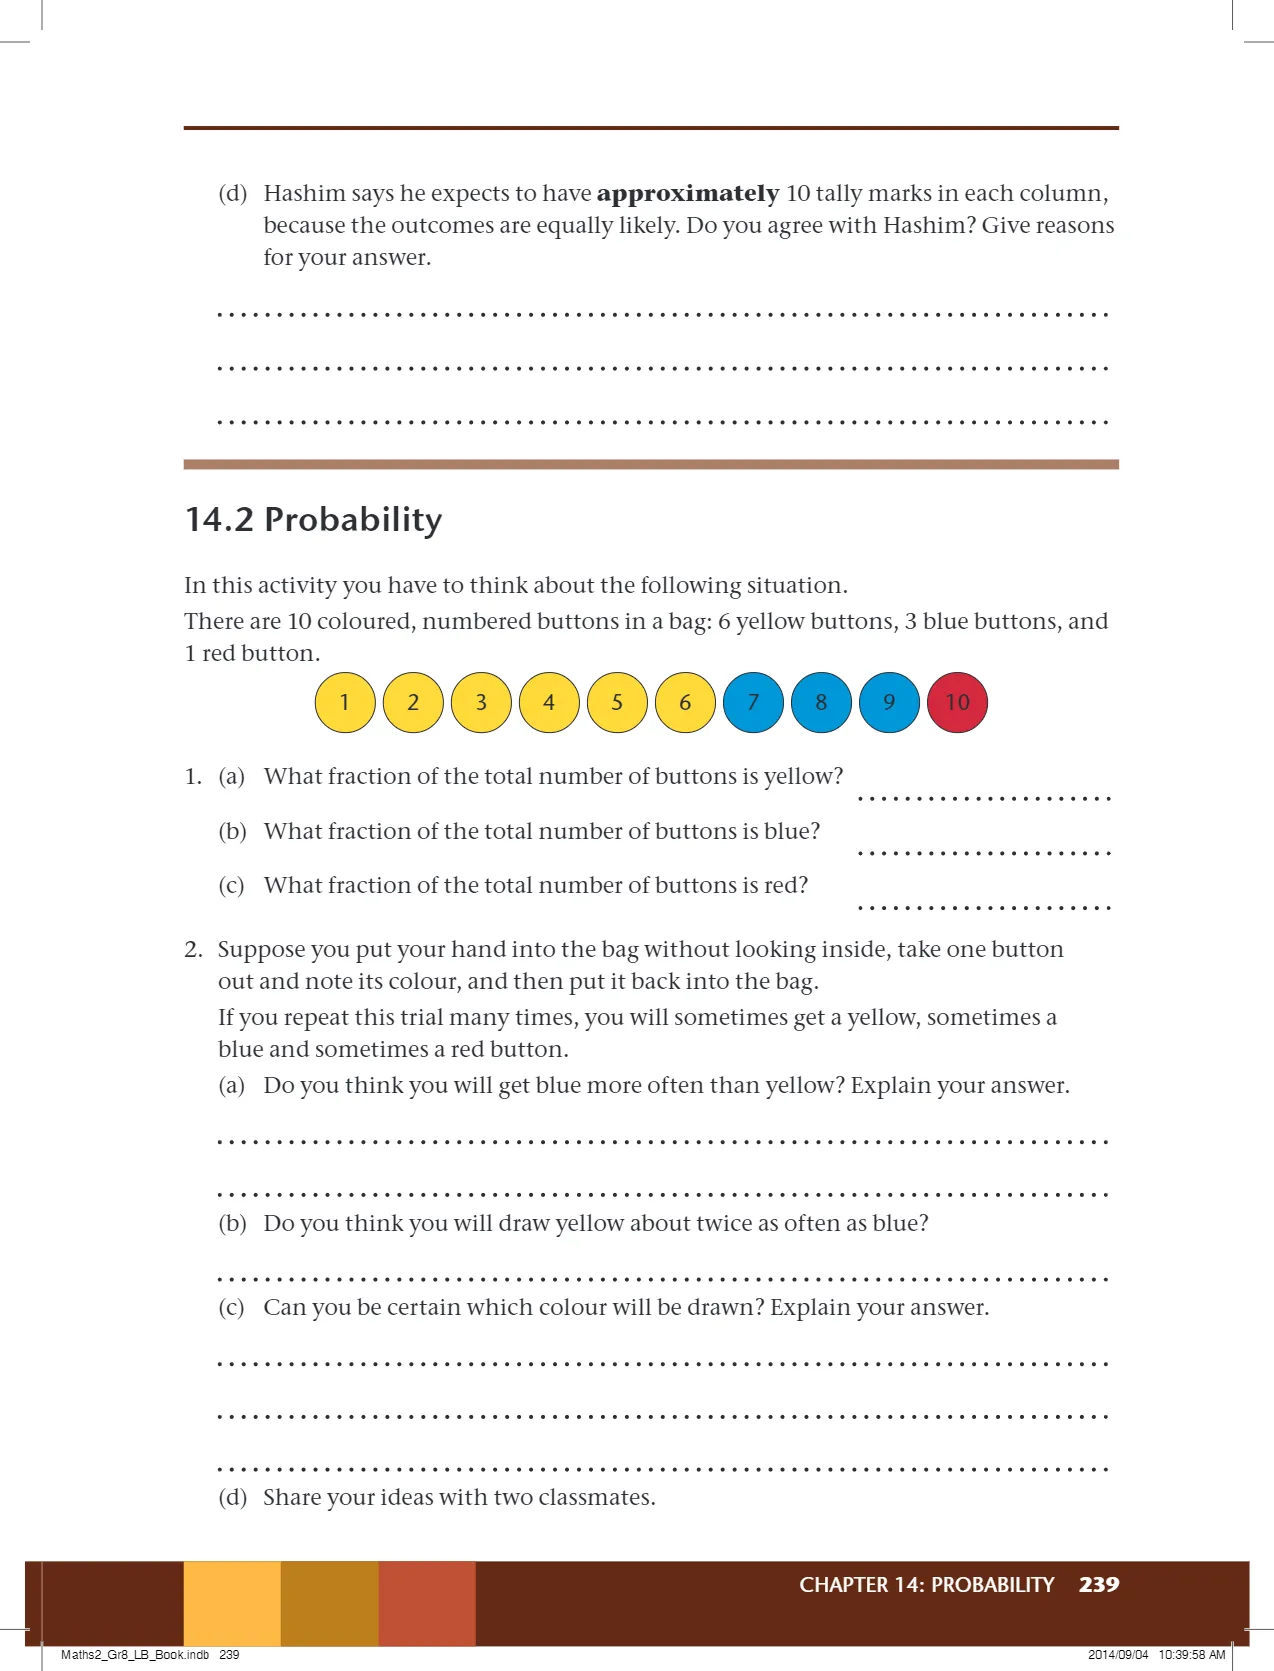 (d) Hashim says he expects to have approximately 10 tally marks in each column,
because the outcomes are equally likely. Do you agree with Hashim? Give reasons
for your answer.
14.2 Probability
In this activity you have to think about the following situation.
There are 10 coloured, numbered buttons in a bag: 6 yellow buttons, 3 blue buttons, and
1 red button.
1 2 3 4 5 6 7 8 9 10
1. (a) What fraction of the total number of buttons is yellow?
(b) What fraction of the total number of buttons is blue?
(c) What fraction of the total number of buttons is red?
2. Suppose you put your hand into the bag without looking inside, take one button
out and note its colour, and then put it back into the bag.
If you repeat this trial many times, you will sometimes get a yellow, sometimes a
blue and sometimes a red button.
(a) Do you think you will get blue more often than yellow? Explain your answer.
(b) Do you think you will draw yellow about twice as often as blue?
(c) Can you be certain which colour will be drawn? Explain your answer.
(d) Share your ideas with two classmates.
CHAPTER 14: PROBABILITY 239
Maths2_Gr8_LB_Book.indb 239
2014/09/04 10:39:58 AM